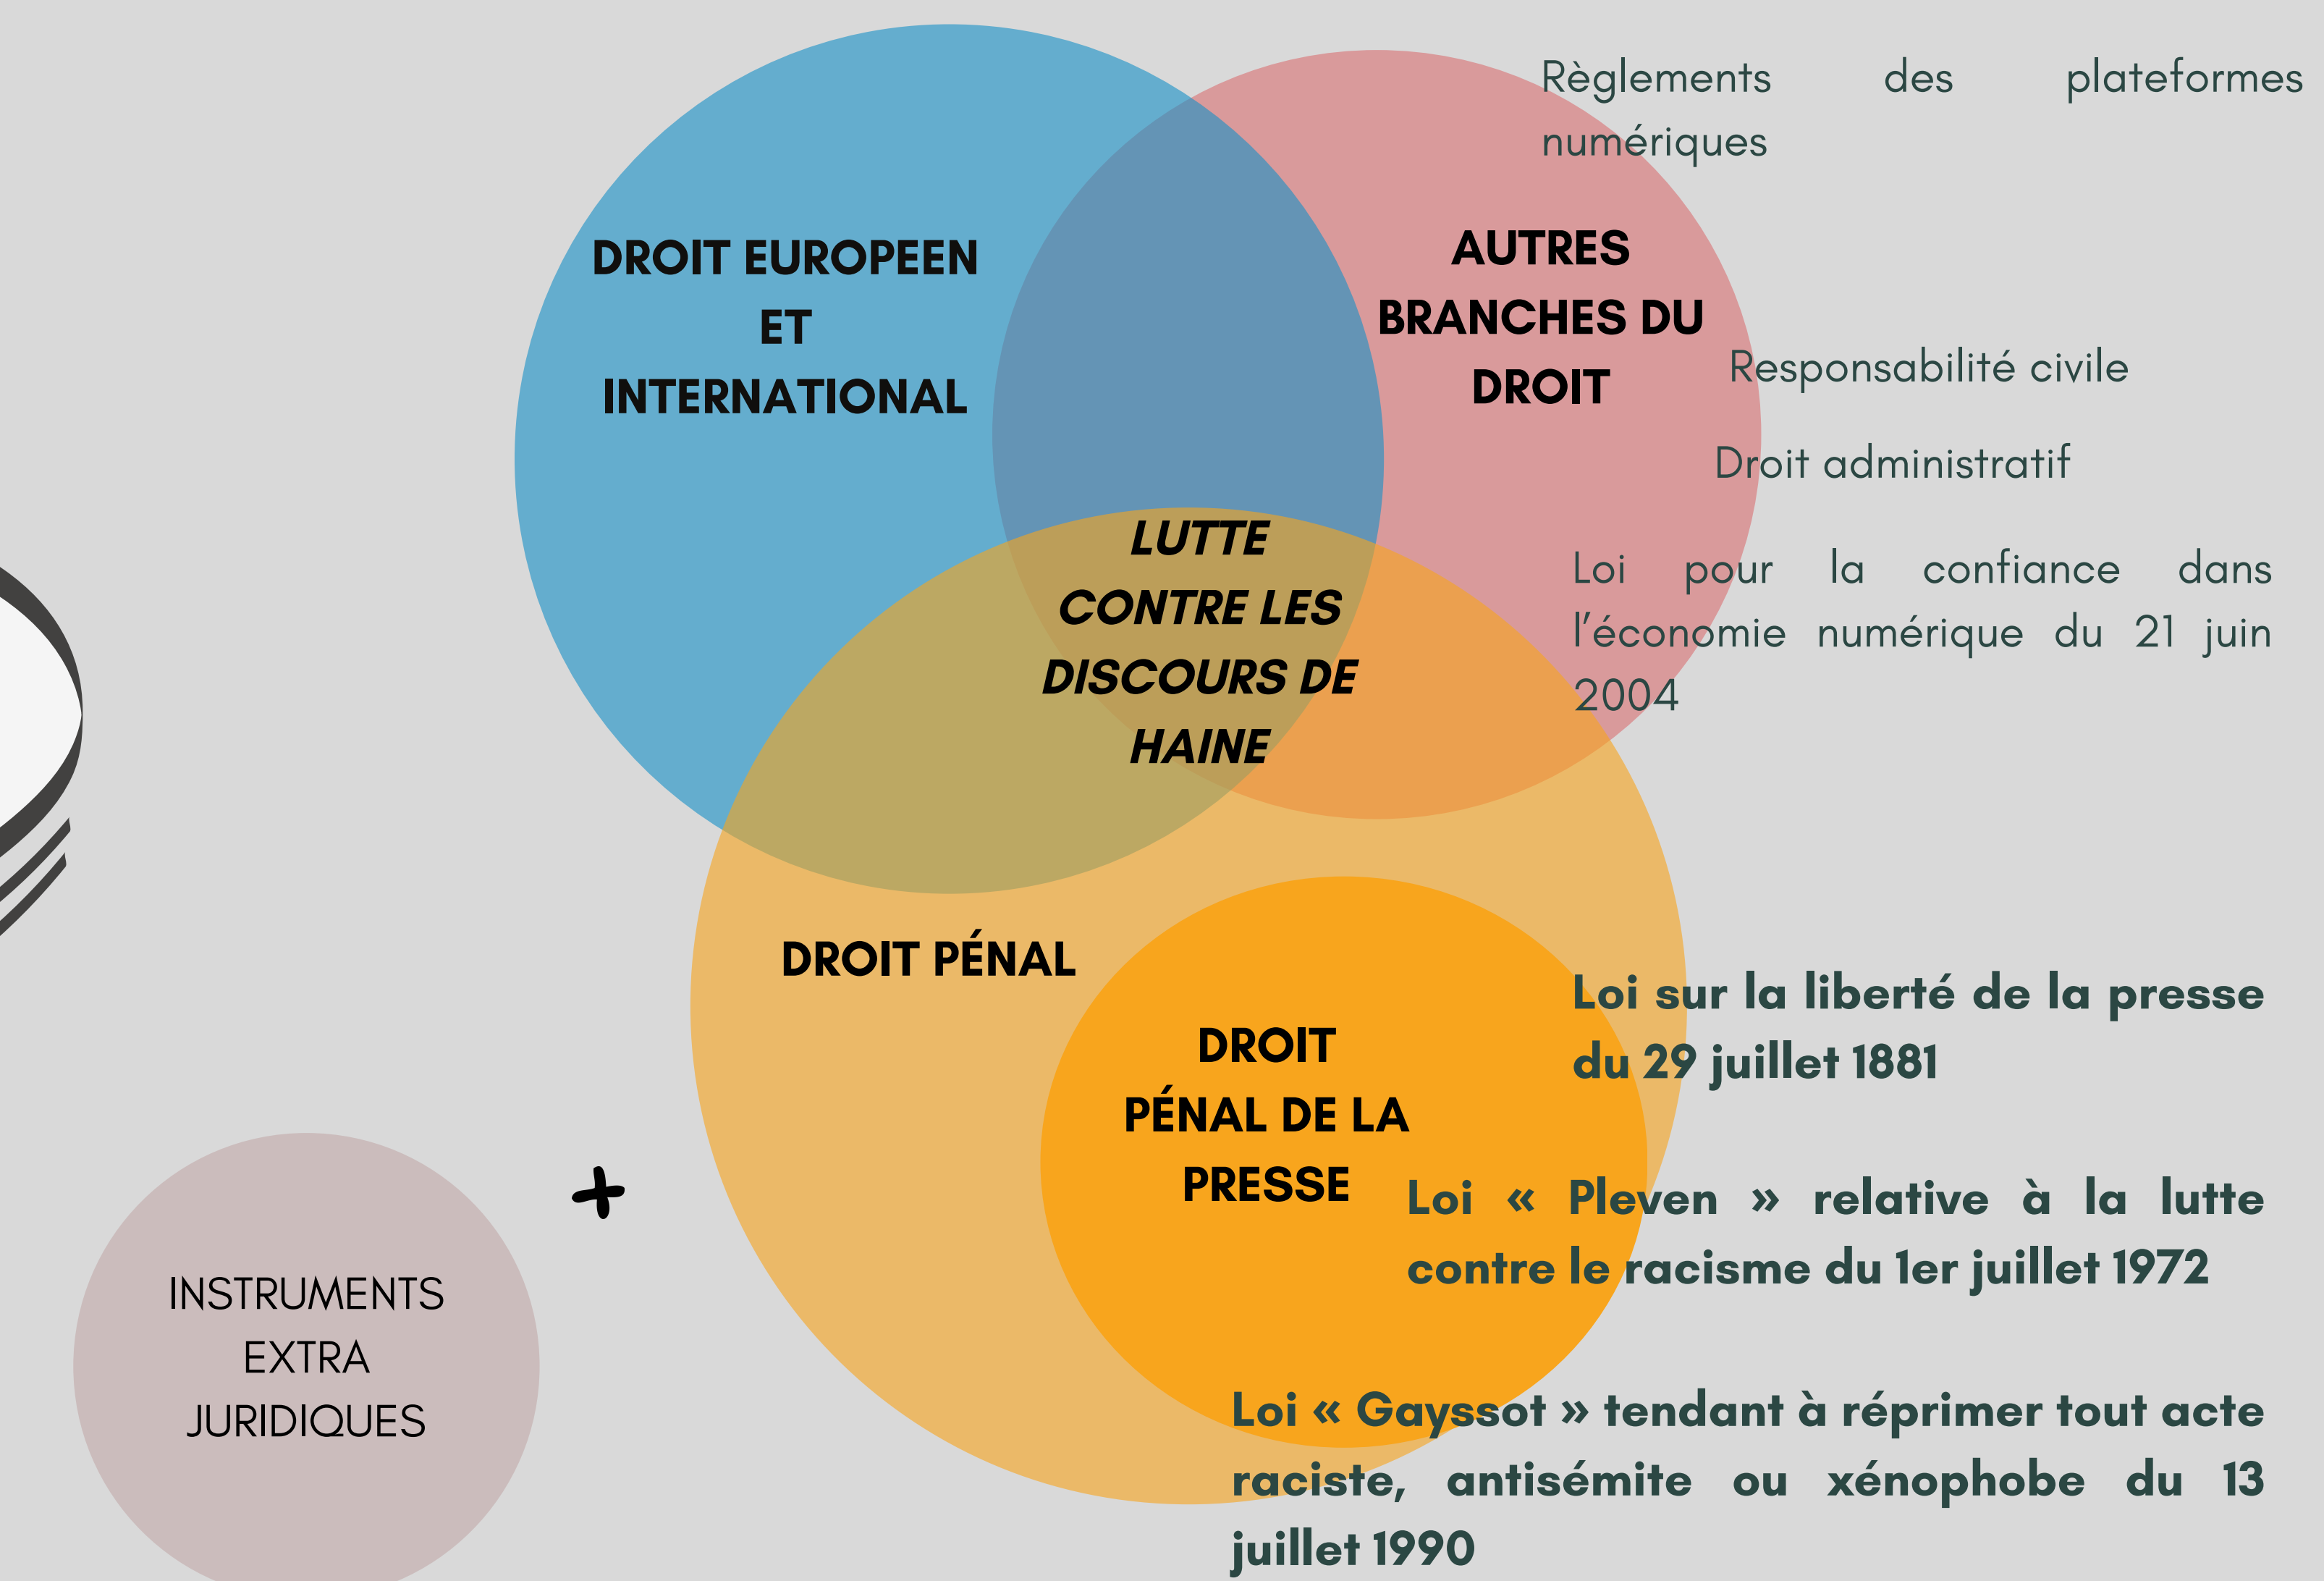 Règlements des plateformes
numériques
DROIT EUROPEEN
ET
INTERNATIONAL
AUTRES
BRANCHES DU
DROIT
Responsabilité civile
Droit administratif
LUTTE
CONTRE LES
DISCOURS DE
HAINE
Loi pour la confiance dans
l'économie numérique du 21 juin
2004
DROIT PÉNAL
DROIT
PÉNAL DE LA
PRESSE
Loi sur la liberté de la presse
du 29 juillet 1881
Loi « Pleven » relative à la lutte
contre le racisme du 1er juillet 1972
Loi « Gayssot » tendant à réprimer tout acte
raciste, antisémite ou xénophobe du 13
juillet 1990
+
INSTRUMENTS
EXTRA
JURIDIQUES